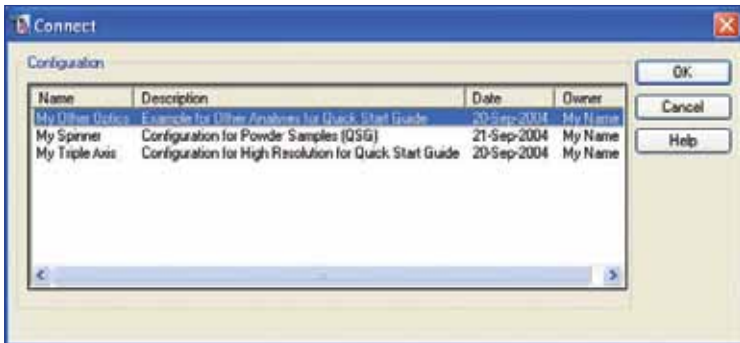 Connect
Configuration
OK
Cancel
Help
Name Description Date Owner
My Other Optics Example for Other Analyses for Quick Start Guide 20-Sep-2004 My Name
My Spinner Configuration for Powder Samples (QSG) 21-Sep-2004 My Name
My Triple Axis Configuration for High Resolution for Quick Start Guide 20-Sep-2004 My Name